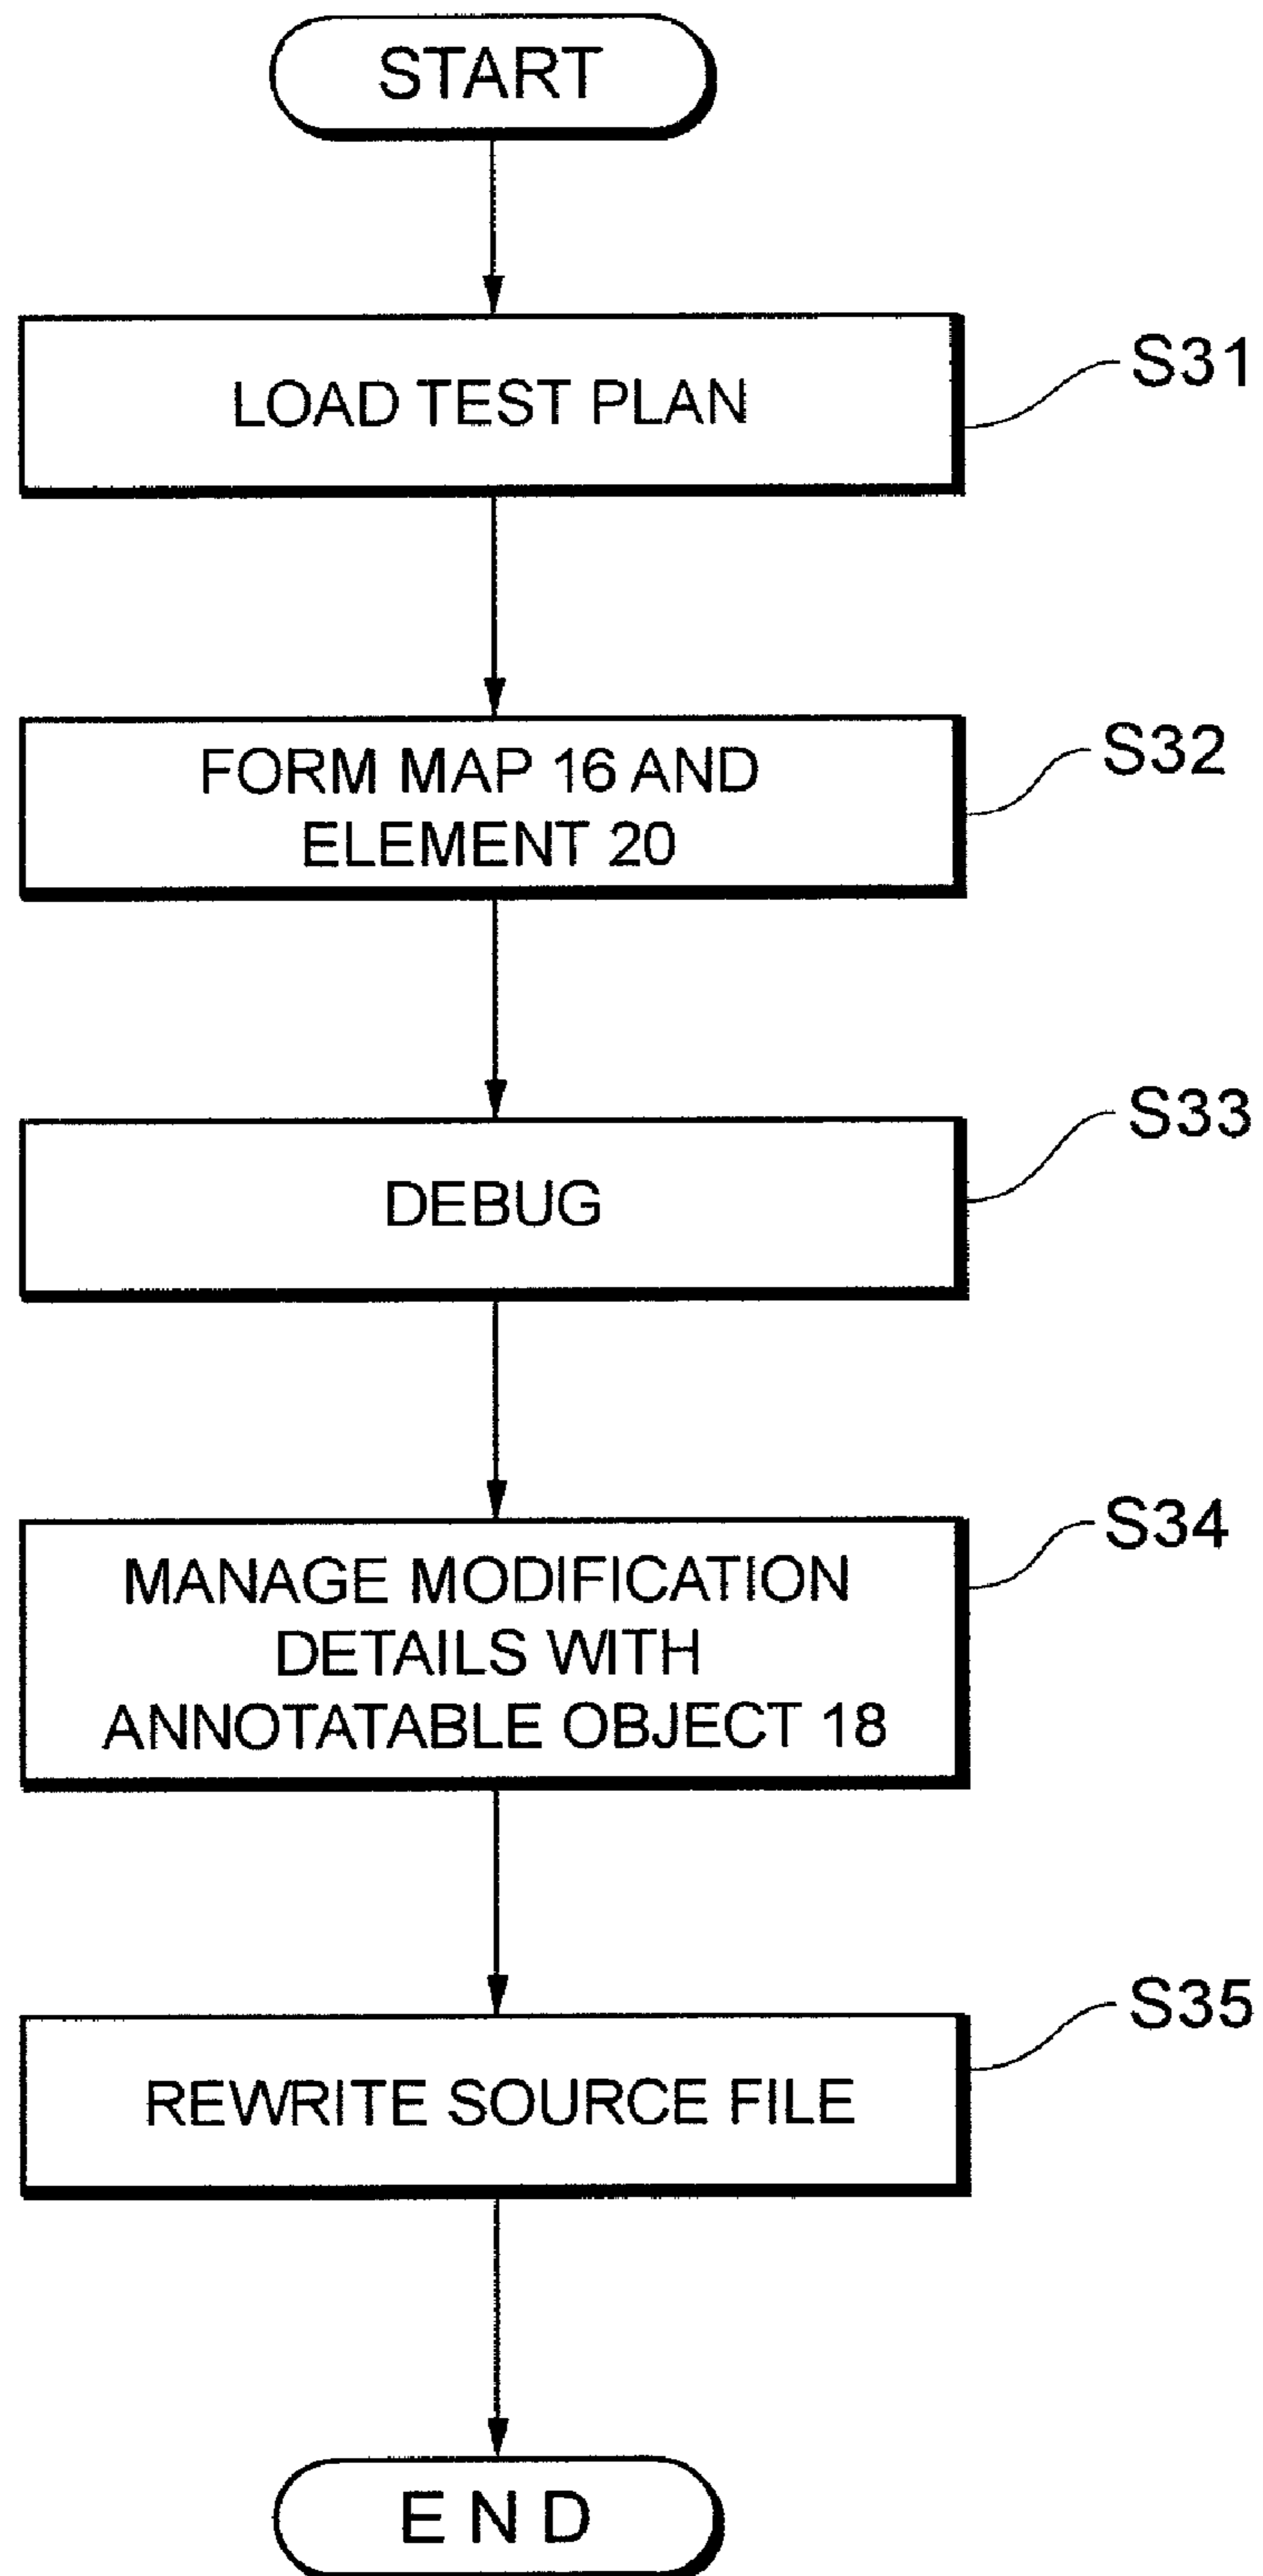 START
LOAD TEST PLAN
S31
FORM MAP 16 AND
ELEMENT 20
S32
DEBUG
S33
MANAGE MODIFICATION
DETAILS WITH
ANNOTATABLE OBJECT 18
S34
REWRITE SOURCE FILE
S35
END